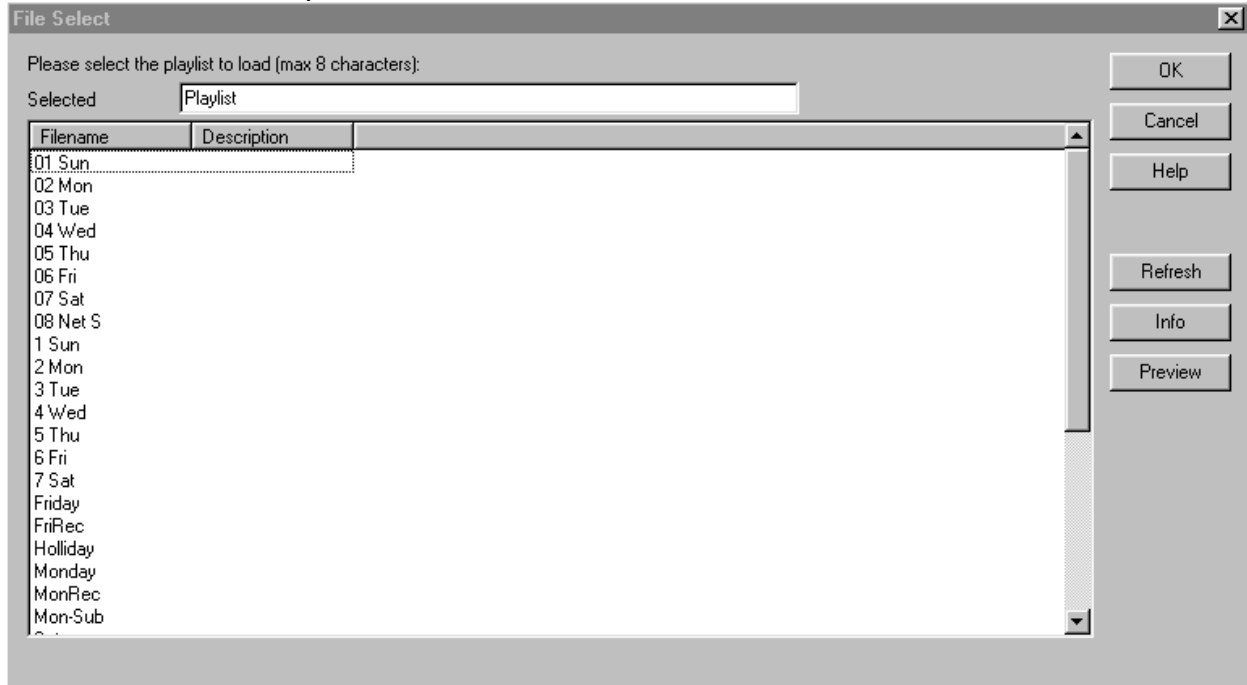 File Select
Please select the playlist to load (max 8 characters):
Selected Playlist
Filename Description
01 Sun
02 Mon
03 Tue
04 Wed
05 Thu
06 Fri
07 Sat
08 Net S
1 Sun
2 Mon
3 Tue
4 Wed
5 Thu
6 Fri
7 Sat
Friday
FriRec
Holliday
Monday
MonRec
Mon-Sub
OK
Cancel
Help
Refresh
Info
Preview